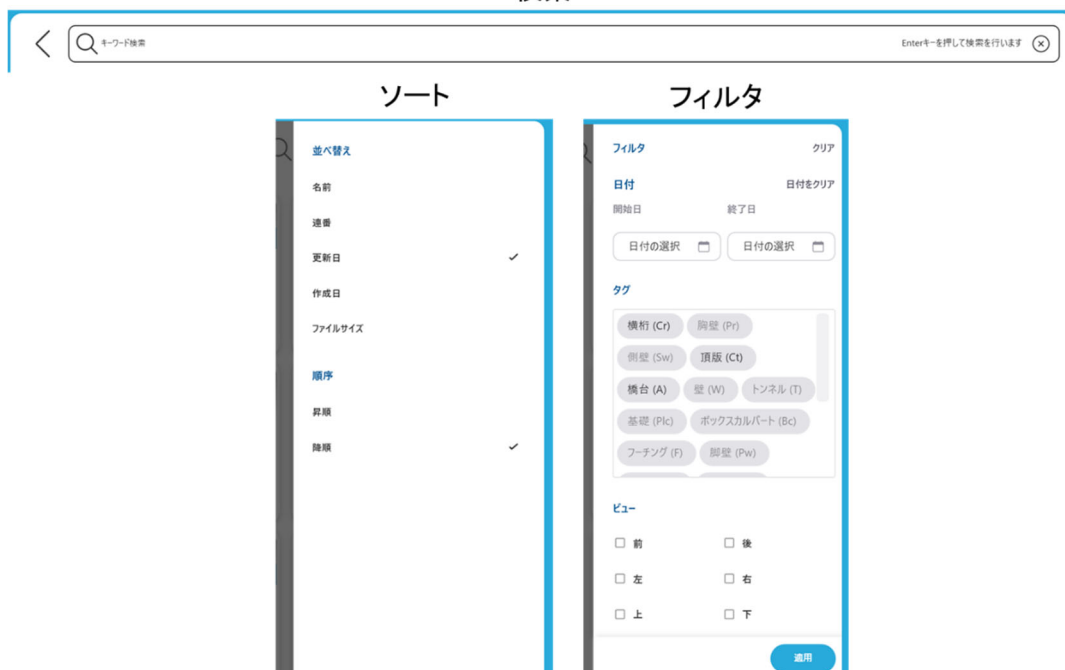 キーワード検索 Enterキーを押して検索を行います
ソート
並べ替え
名前
連番
更新日
作成日
ファイルサイズ
順序
昇順
降順
フィルタ
フィルタ クリア
日付 日付をクリア
開始日 終了日
日付の選択 日付の選択
タグ
横桁 (Cr) 胸壁 (Pr)
側壁 (Sw) 頂版 (Ct)
橋台 (A) 壁 (W) トンネル (T)
基礎 (Plc) ボックスカルバート (Bc)
フーチング (F) 脚壁 (Pw)
ビュー
前 後
左 右
上 下
適用